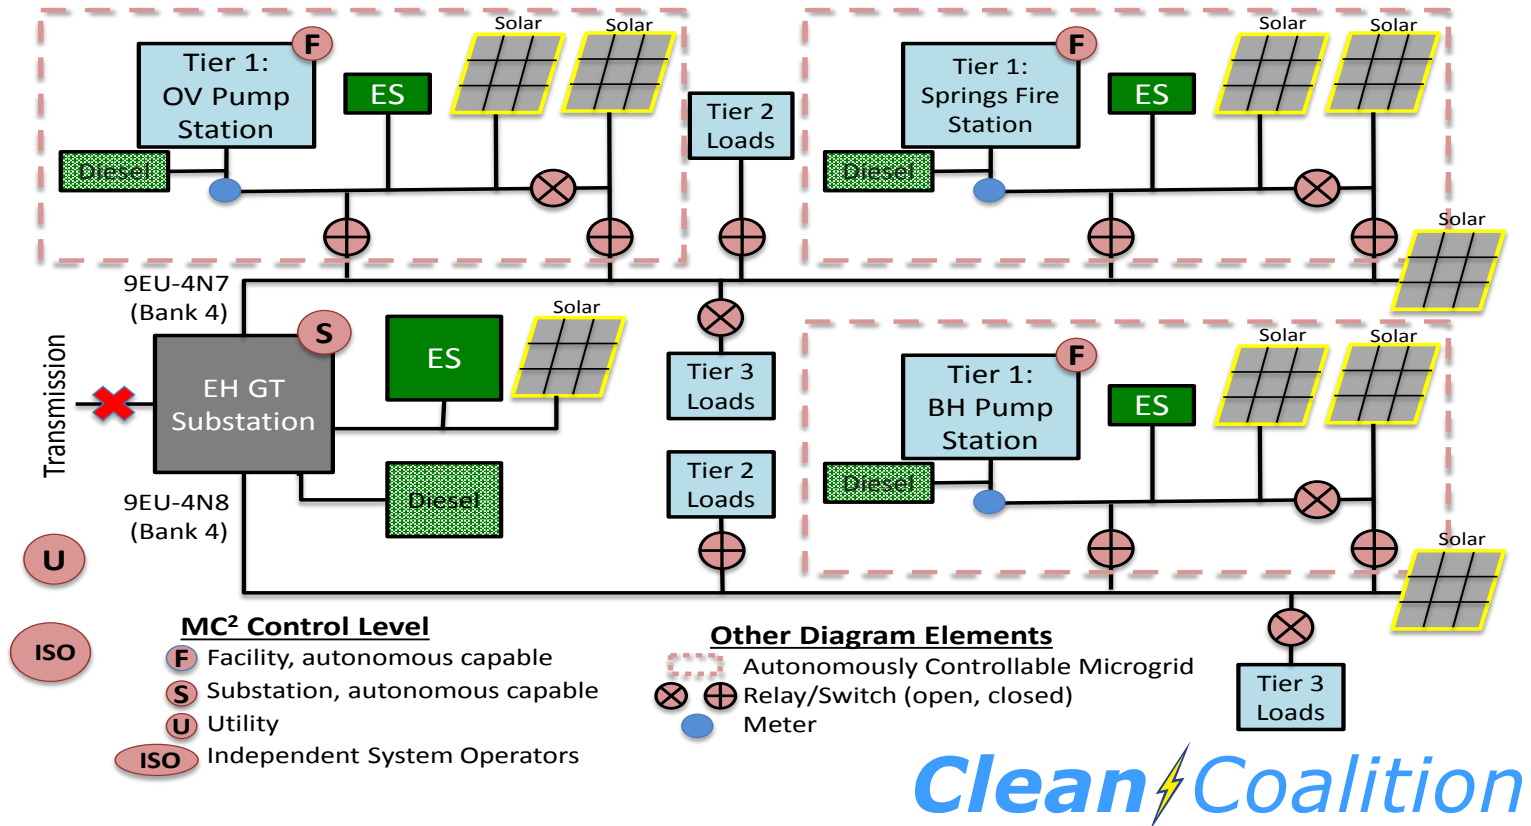 Solar
Solar
F
Tier 1:
OV Pump
Station
ES
Diesel
Tier 2
Loads
Solar
Solar
F
Tier 1:
Springs Fire
Station
ES
Diesel
Solar
9EU-4N7
(Bank 4)
S
EH GT
Substation
Transmission
ES
Solar
Diesel
9EU-4N8
(Bank 4)
Tier 3
Loads
Tier 2
Loads
Solar
Solar
F
Tier 1:
BH Pump
Station
ES
Diesel
Solar
Tier 3
Loads
U
ISO
MC² Control Level
F Facility, autonomous capable
S Substation, autonomous capable
U Utility
ISO Independent System Operators
Other Diagram Elements
Autonomously Controllable Microgrid
Relay/Switch (open, closed)
Meter
Clean Coalition